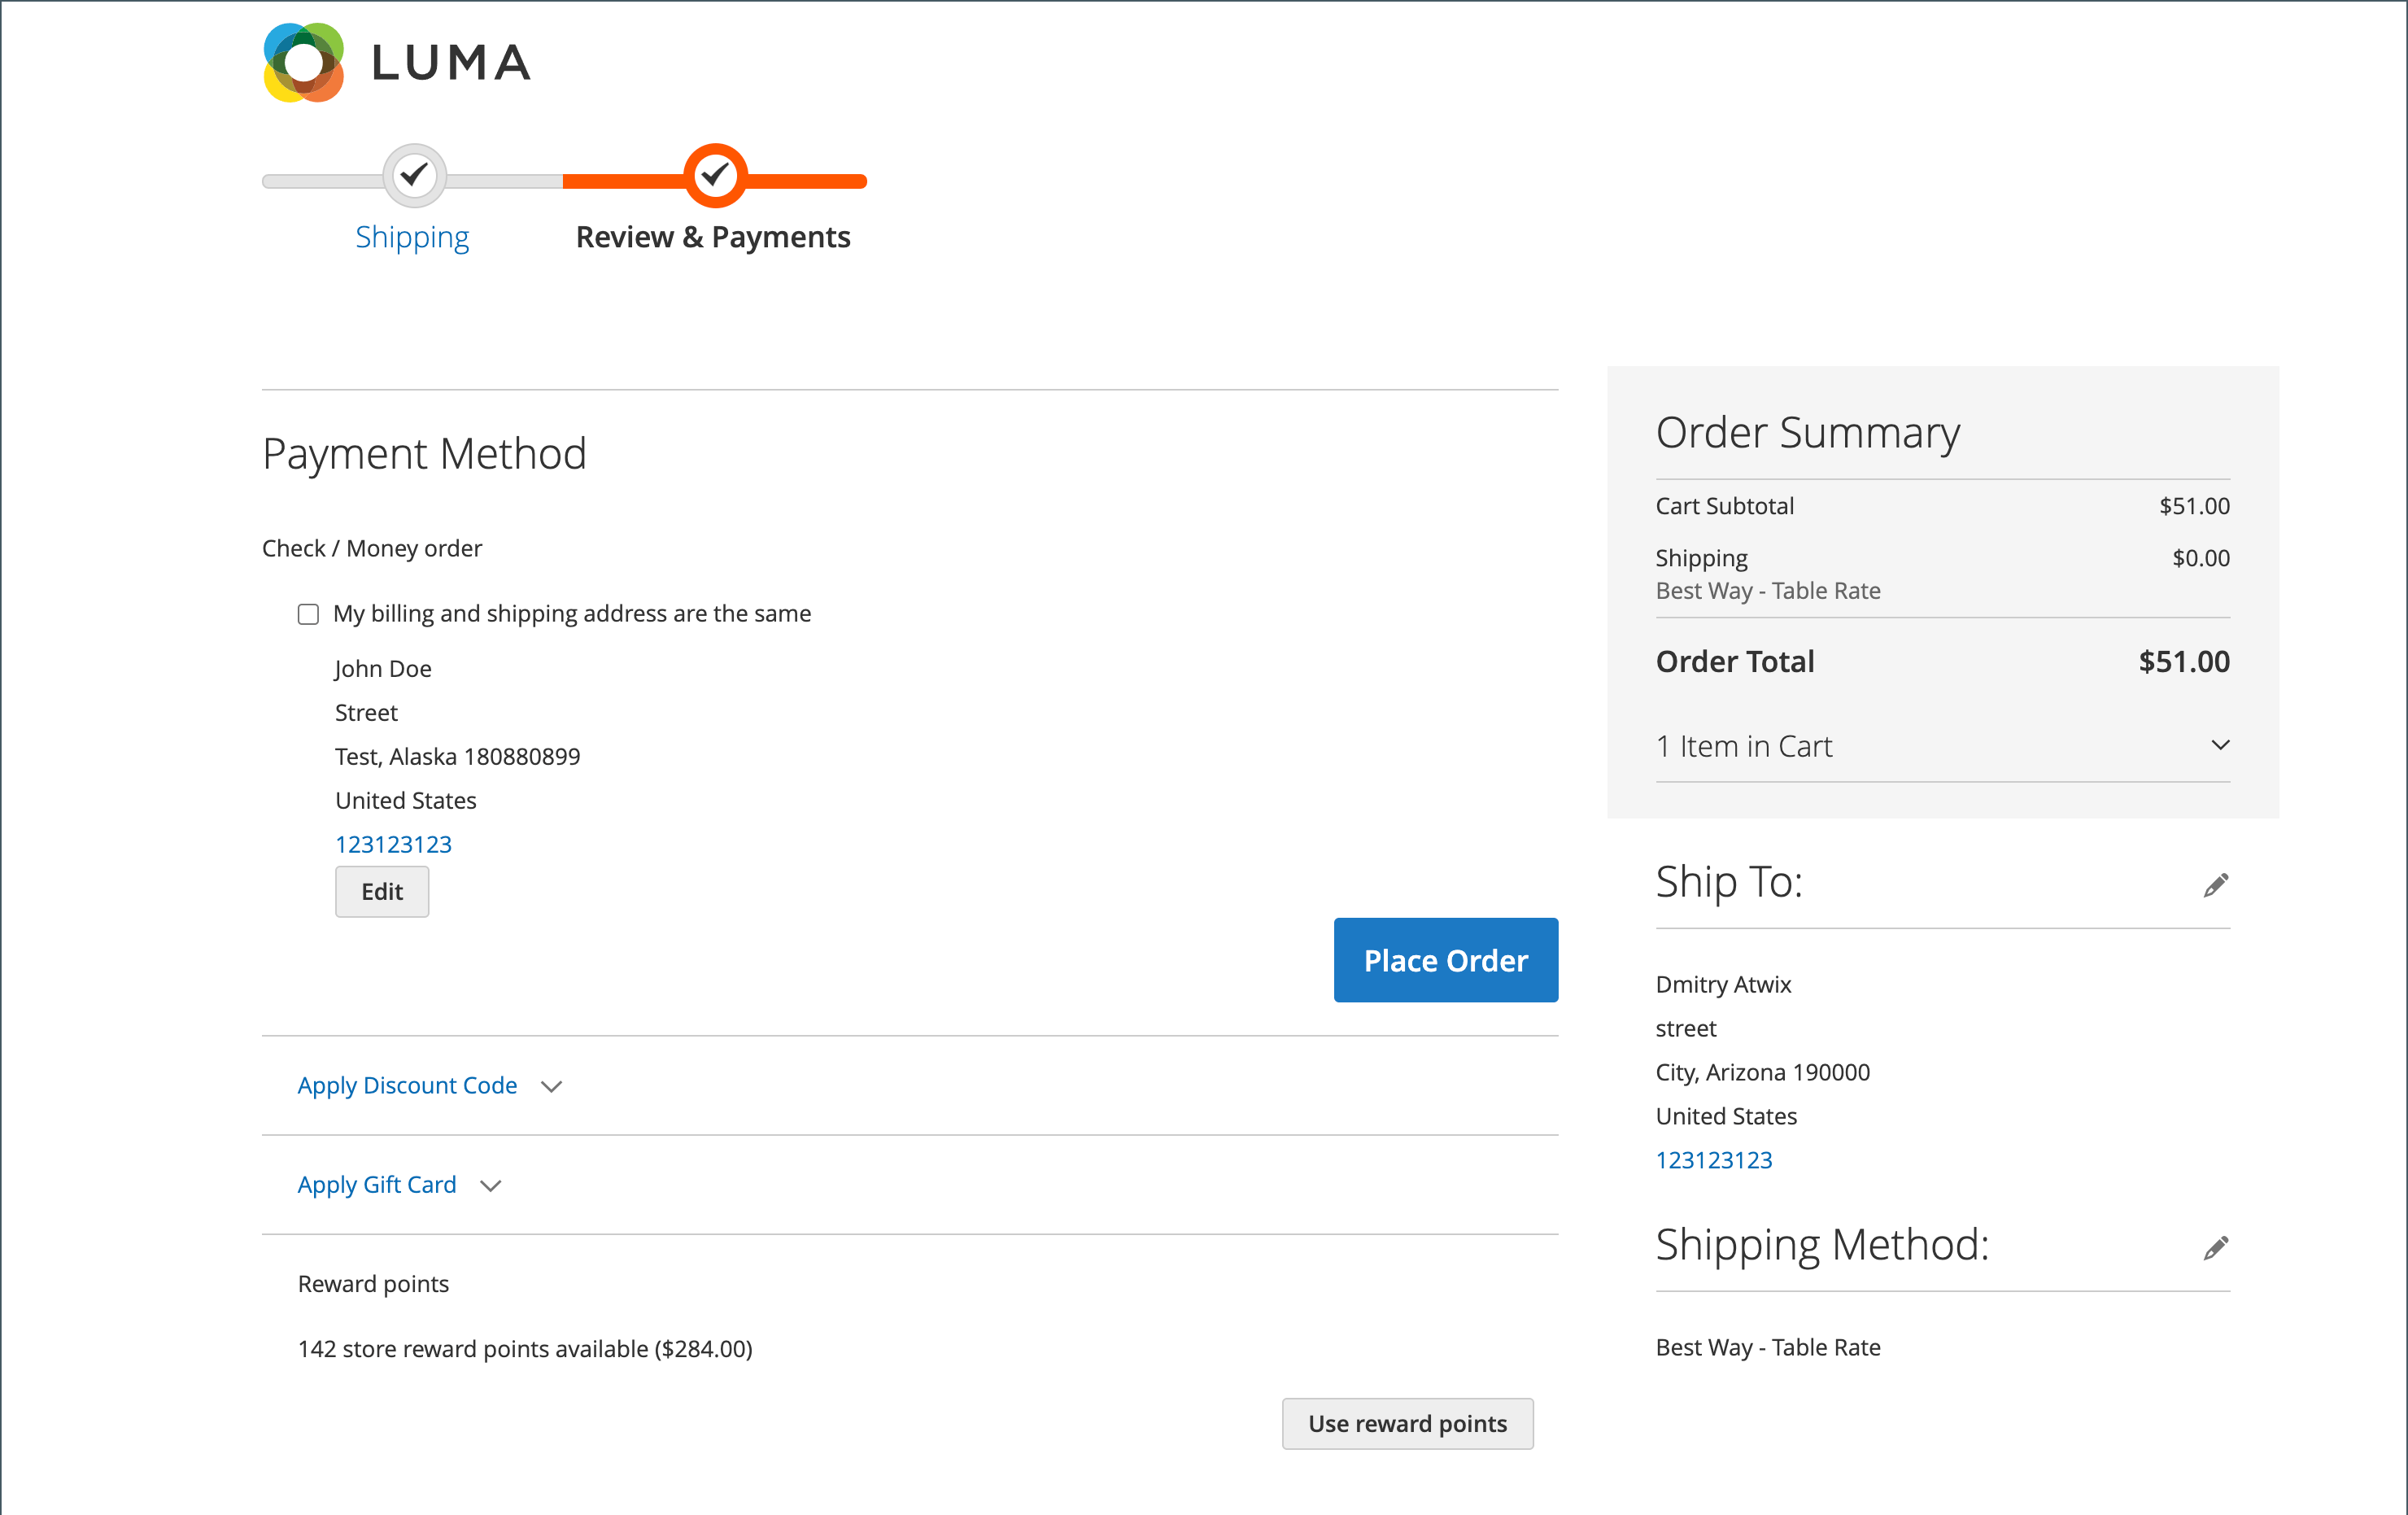 LUMA
Shipping
Review & Payments
Payment Method
Check / Money order
My billing and shipping address are the same
John Doe
Street
Test, Alaska 180880899
United States
123123123
Edit
Place Order
Apply Discount Code
Apply Gift Card
Reward points
142 store reward points available ($284.00)
Use reward points
Order Summary
Cart Subtotal $51.00
Shipping $0.00
Best Way - Table Rate
Order Total $51.00
1 Item in Cart
Ship To:
Dmitry Atwix
street
City, Arizona 190000
United States
123123123
Shipping Method:
Best Way - Table Rate